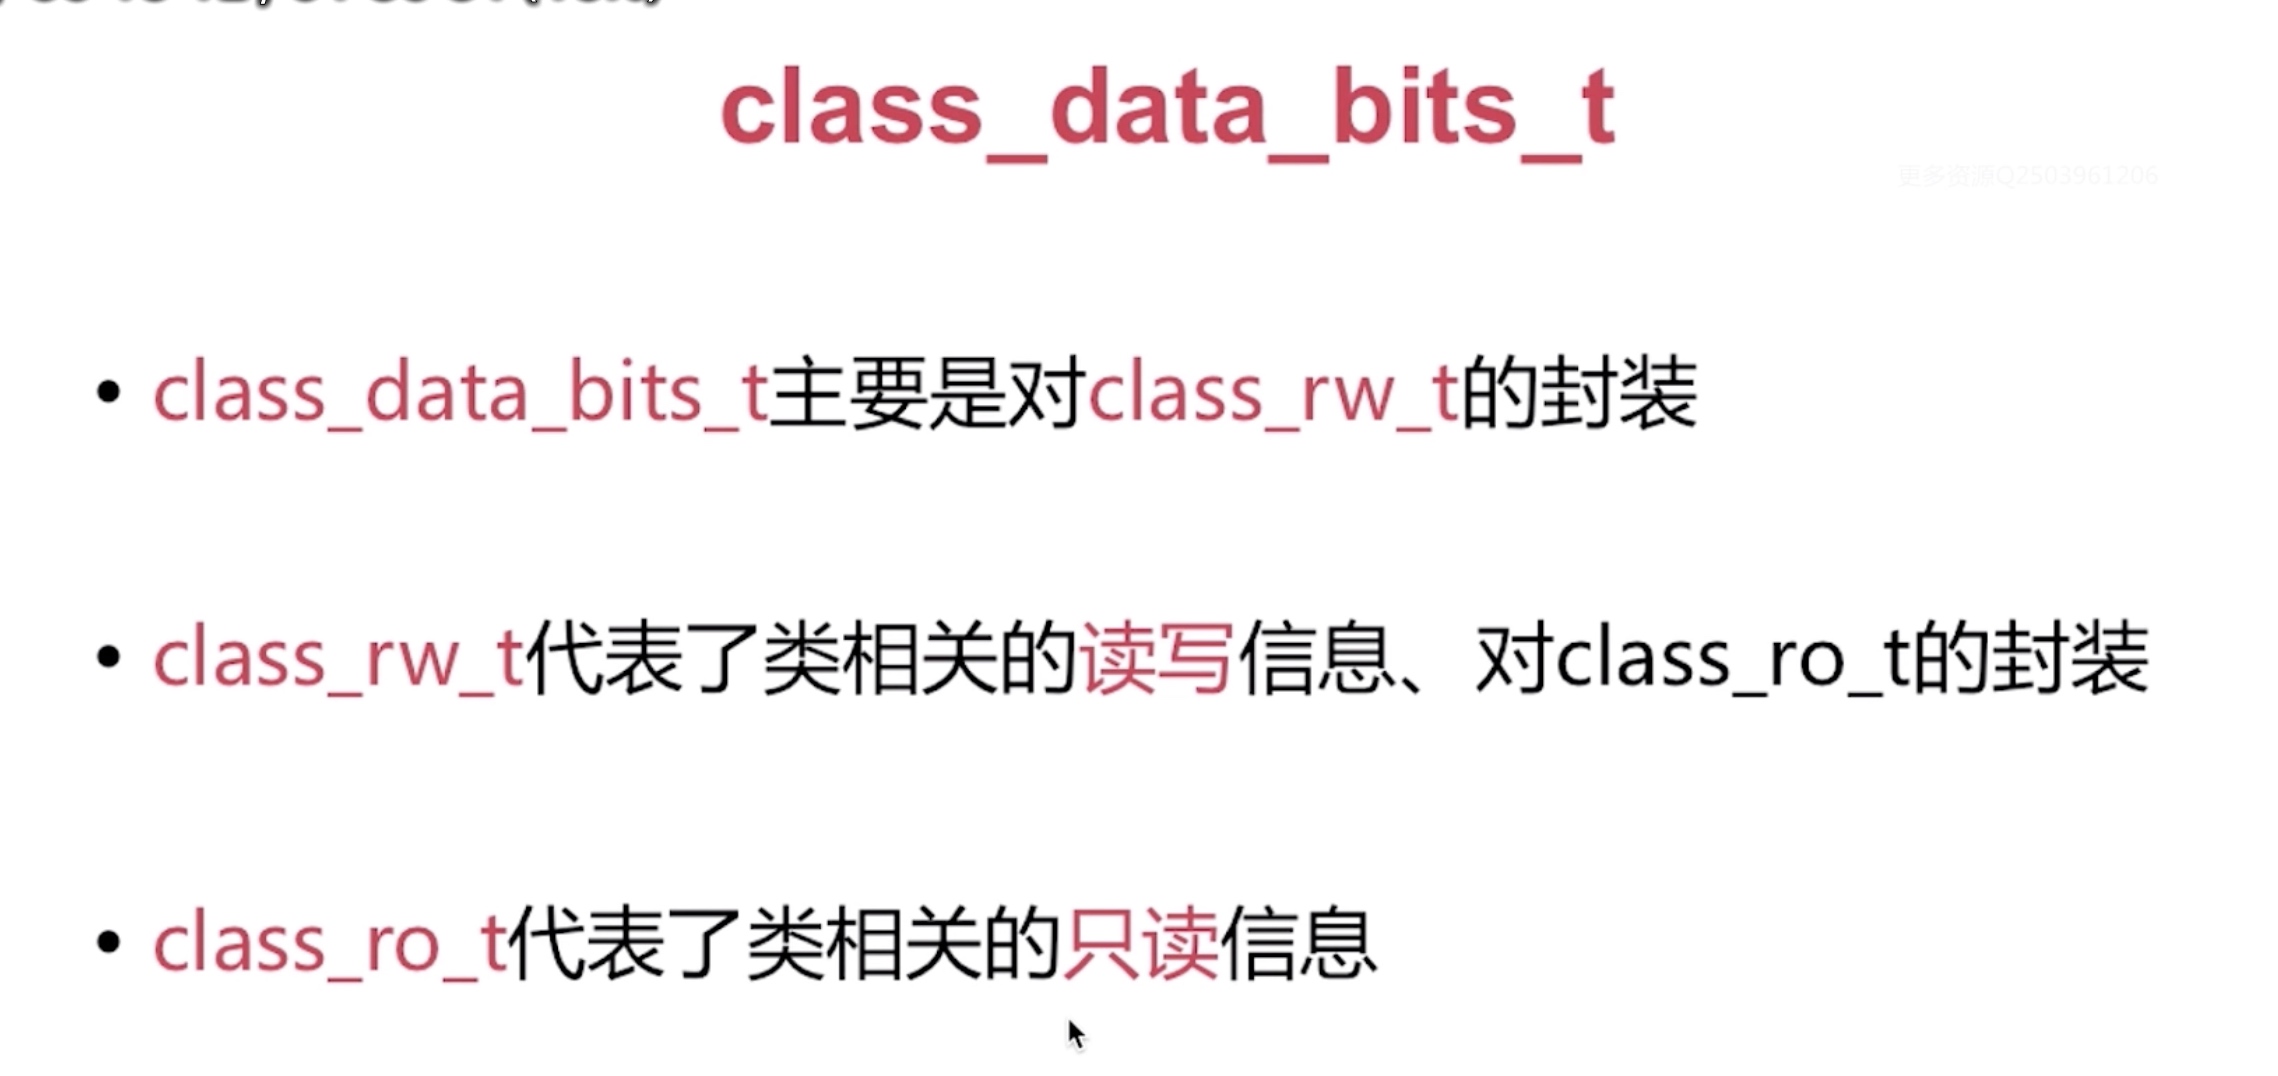 class_data_bits_t
更多资源Q2503961206
• class_data_bits_t主要是对class_rw_t的封装
• class_rw_t代表了类相关的读写信息、对class_ro_t的封装
• class_ro_t代表了类相关的只读信息